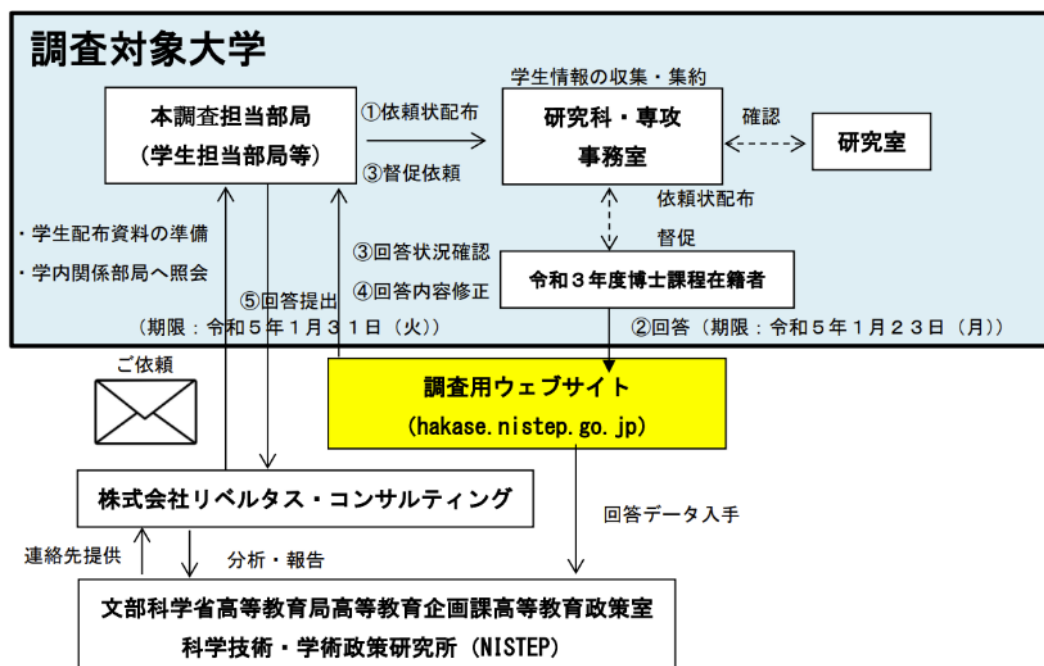 調査対象大学
学生情報の収集・集約
本調査担当部局
(学生担当部局等)
①依頼状配布
③督促依頼
研究科・専攻
事務室
確認
研究室
・学生配布資料の準備
・学内関係部局へ照会
依頼状配布
督促
③回答状況確認
④回答内容修正
令和３年度博士課程在籍者
⑤回答提出
(期限：令和５年１月３１日（火）)
②回答（期限：令和５年１月２３日（月）)
ご依頼
調査用ウェブサイト
(hakase.nistep.go.jp)
株式会社リベルタス・コンサルティング
回答データ入手
連絡先提供
分析・報告
文部科学省高等教育局高等教育企画課高等教育政策室
科学技術・学術政策研究所（NISTEP）